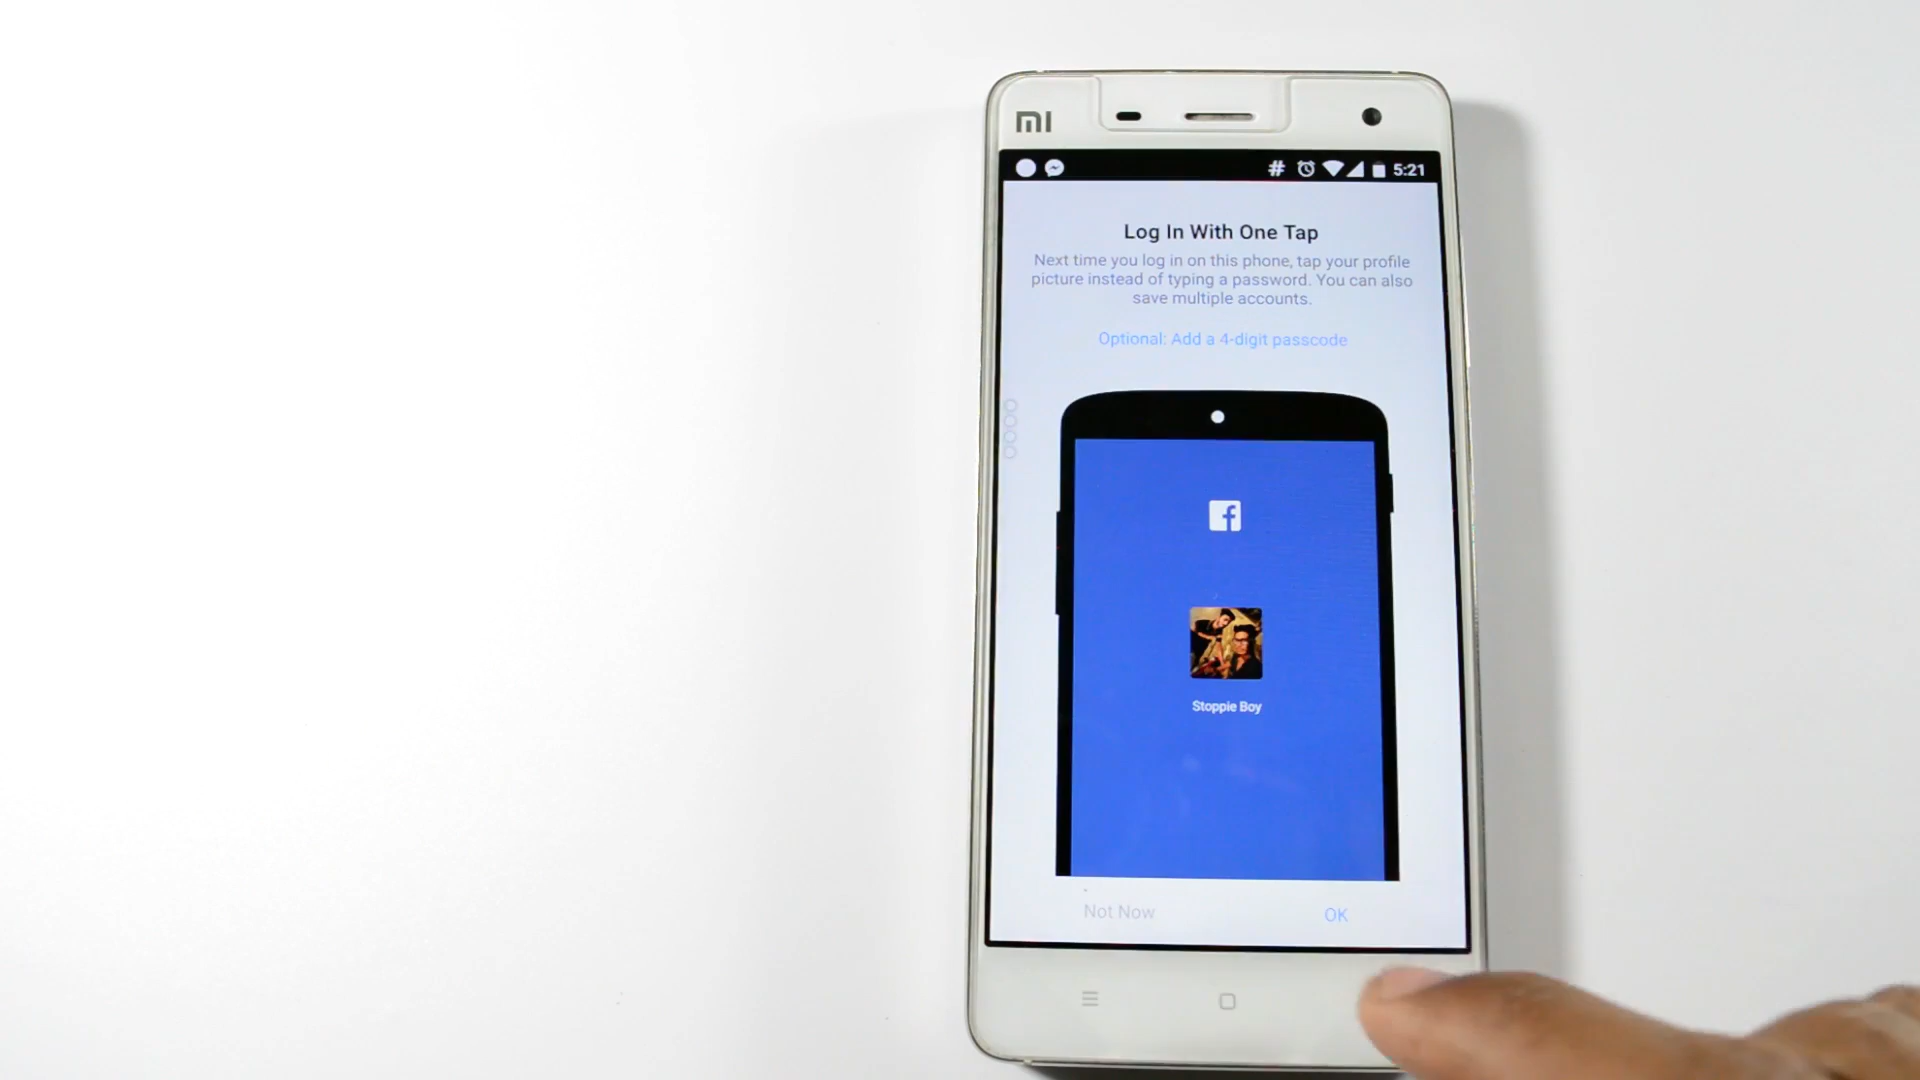 MI
# 5:21
Log In With One Tap
Next time you log in on this phone, tap your profile
picture instead of typing a password. You can also
save multiple accounts.
Optional: Add a 4-digit passcode
f
Stoppie Boy
Not Now
OK